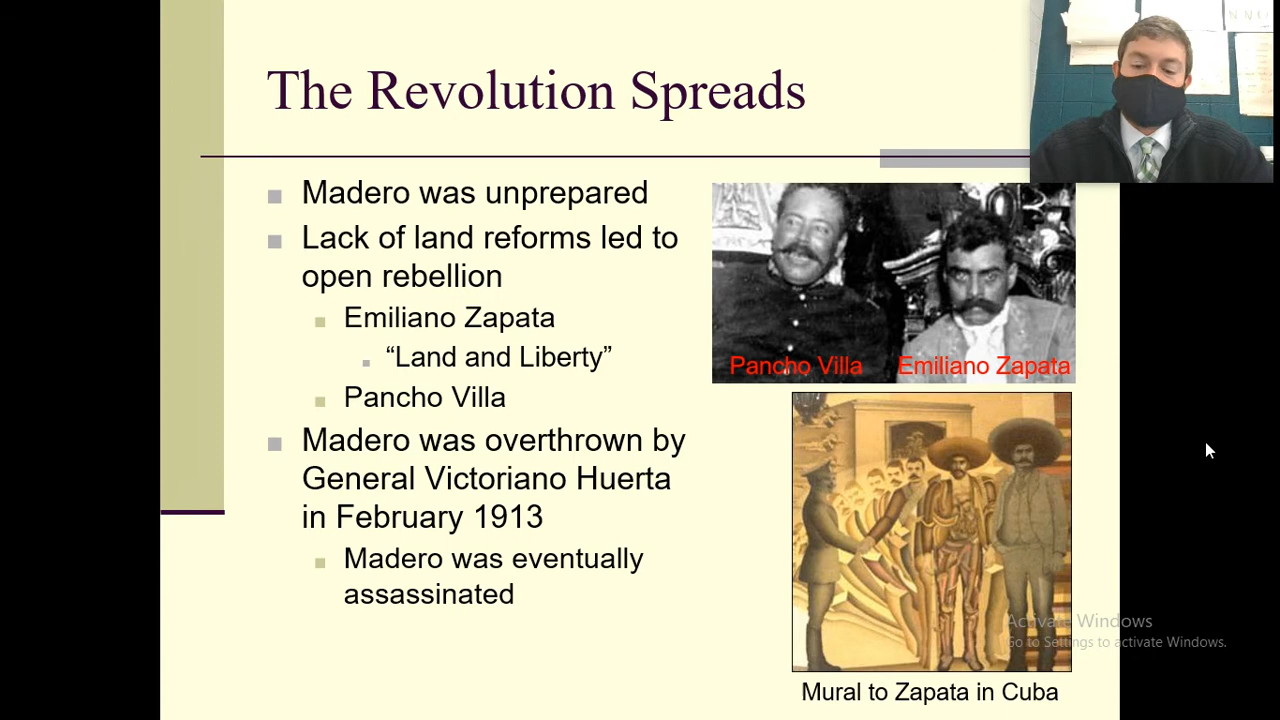 The Revolution Spreads
Madero was unprepared
Lack of land reforms led to
open rebellion
Emiliano Zapata
“Land and Liberty”
Pancho Villa
Madero was overthrown by
General Victoriano Huerta
in February 1913
Madero was eventually
assassinated
Pancho Villa
Emiliano Zapata
Mural to Zapata in Cuba
Activate Windows
Go to Settings to activate Windows.